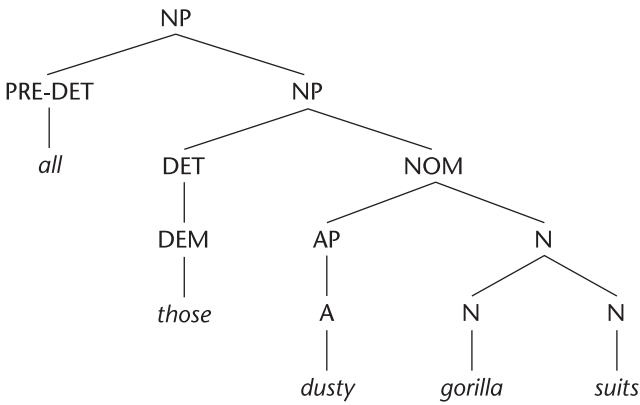 NP
PRE-DET NP
all DET NOM
DEM AP N
those A N N
dusty gorilla suits